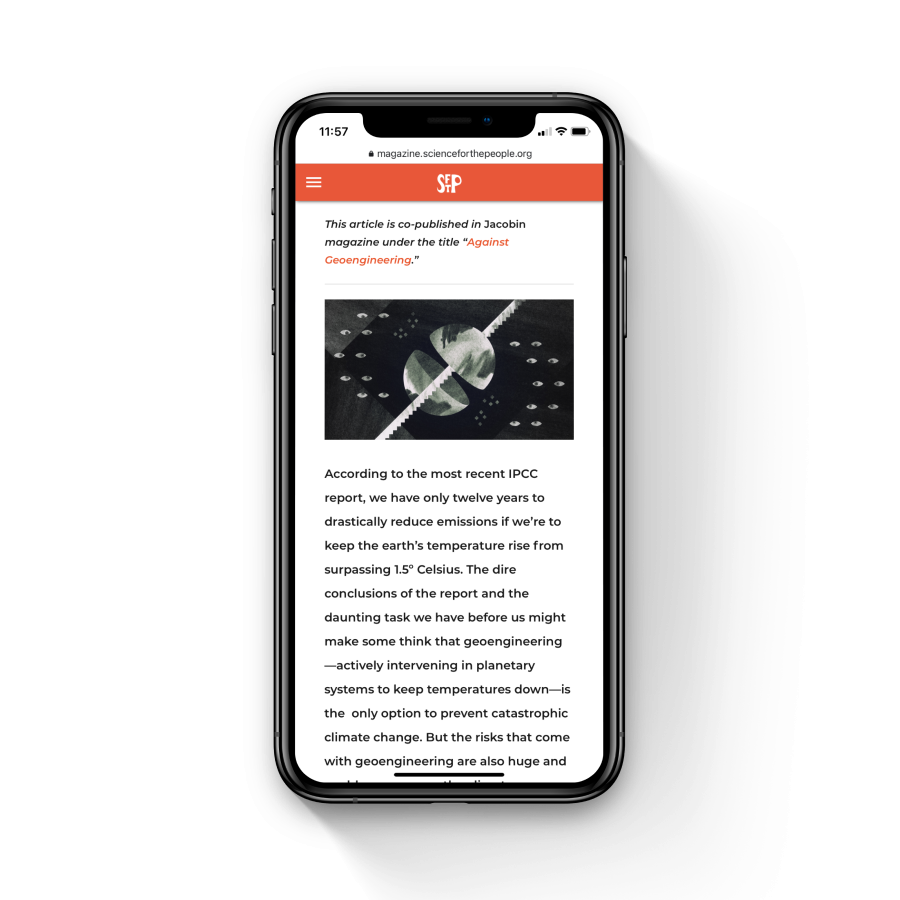 11:57
magazine.scienceforthepeople.org
SFTP
This article is co-published in Jacobin
magazine under the title “Against
Geoengineering.”
According to the most recent IPCC
report, we have only twelve years to
drastically reduce emissions if we’re to
keep the earth’s temperature rise from
surpassing 1.5º Celsius. The dire
conclusions of the report and the
daunting task we have before us might
make some think that geoengineering
—actively intervening in planetary
systems to keep temperatures down—is
the  only option to prevent catastrophic
climate change. But the risks that come
with geoengineering are also huge and